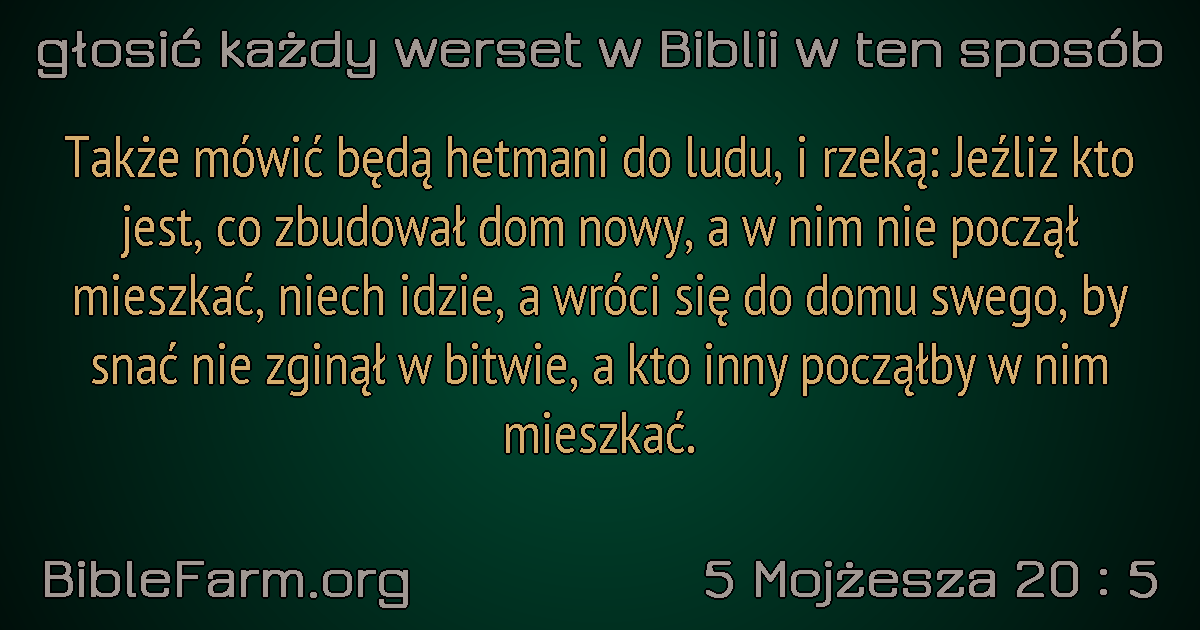 głosić każdy werset w Biblii w ten sposób
Także mówić będą hetmani do ludu, i rzeką: Jeźliż kto
jest, co zbudował dom nowy, a w nim nie począł
mieszkać, niech idzie, a wróci się do domu swego, by
snać nie zginął w bitwie, a kto inny począłby w nim
mieszkać.
BibleFarm.org
5 Mojżesza 20 : 5